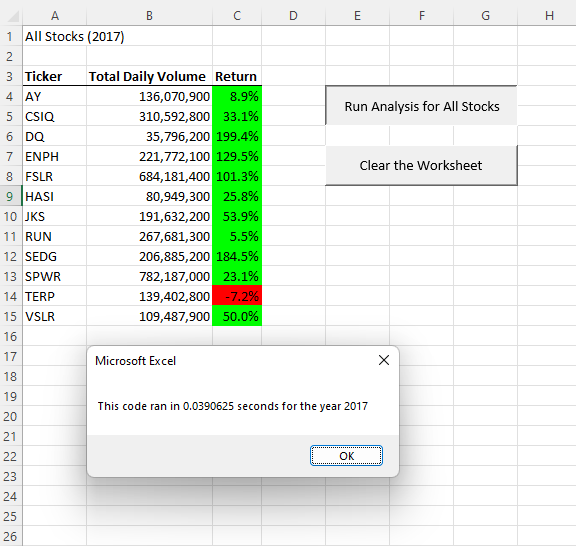 A B C D E F G H
1 All Stocks (2017)
2
3 Ticker Total Daily Volume Return
4 AY 136,070,900 8.9% Run Analysis for All Stocks
5 CSIQ 310,592,800 33.1%
6 DQ 35,796,200 199.4%
7 ENPH 221,772,100 129.5% Clear the Worksheet
8 FSLR 684,181,400 101.3%
9 HASI 80,949,300 25.8%
10 JKS 191,632,200 53.9%
11 RUN 267,681,300 5.5%
12 SEDG 206,885,200 184.5%
13 SPWR 782,187,000 23.1%
14 TERP 139,402,800 -7.2%
15 VSLR 109,487,900 50.0%
16
17 Microsoft Excel
18
19 This code ran in 0.0390625 seconds for the year 2017
20
21
22 OK
23
24
25
26